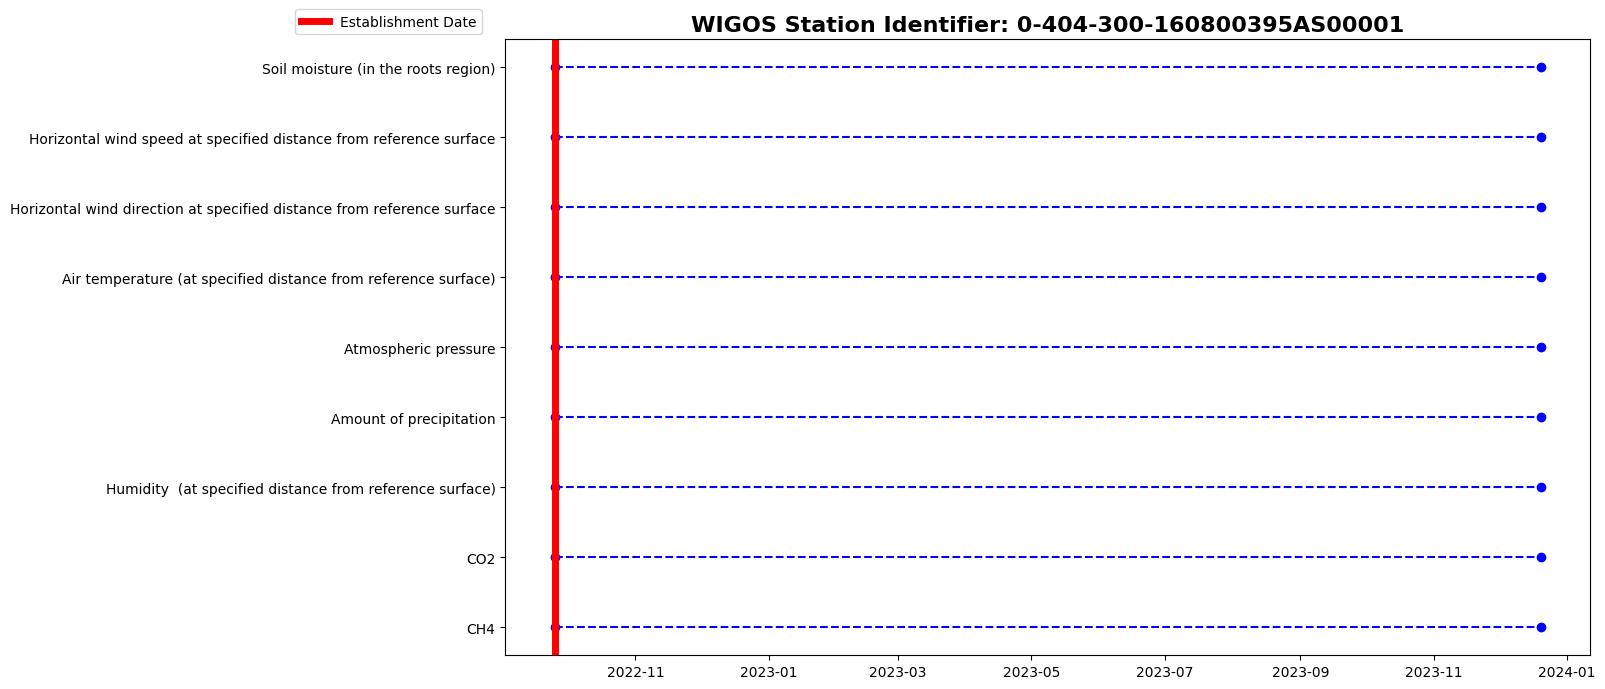 Establishment Date
WIGOS Station Identifier: 0-404-300-160800395AS00001
Soil moisture (in the roots region)
Horizontal wind speed at specified distance from reference surface
Horizontal wind direction at specified distance from reference surface
Air temperature (at specified distance from reference surface)
Atmospheric pressure
Amount of precipitation
Humidity  (at specified distance from reference surface)
CO2
CH4
2022-11 2023-01 2023-03 2023-05 2023-07 2023-09 2023-11 2024-01